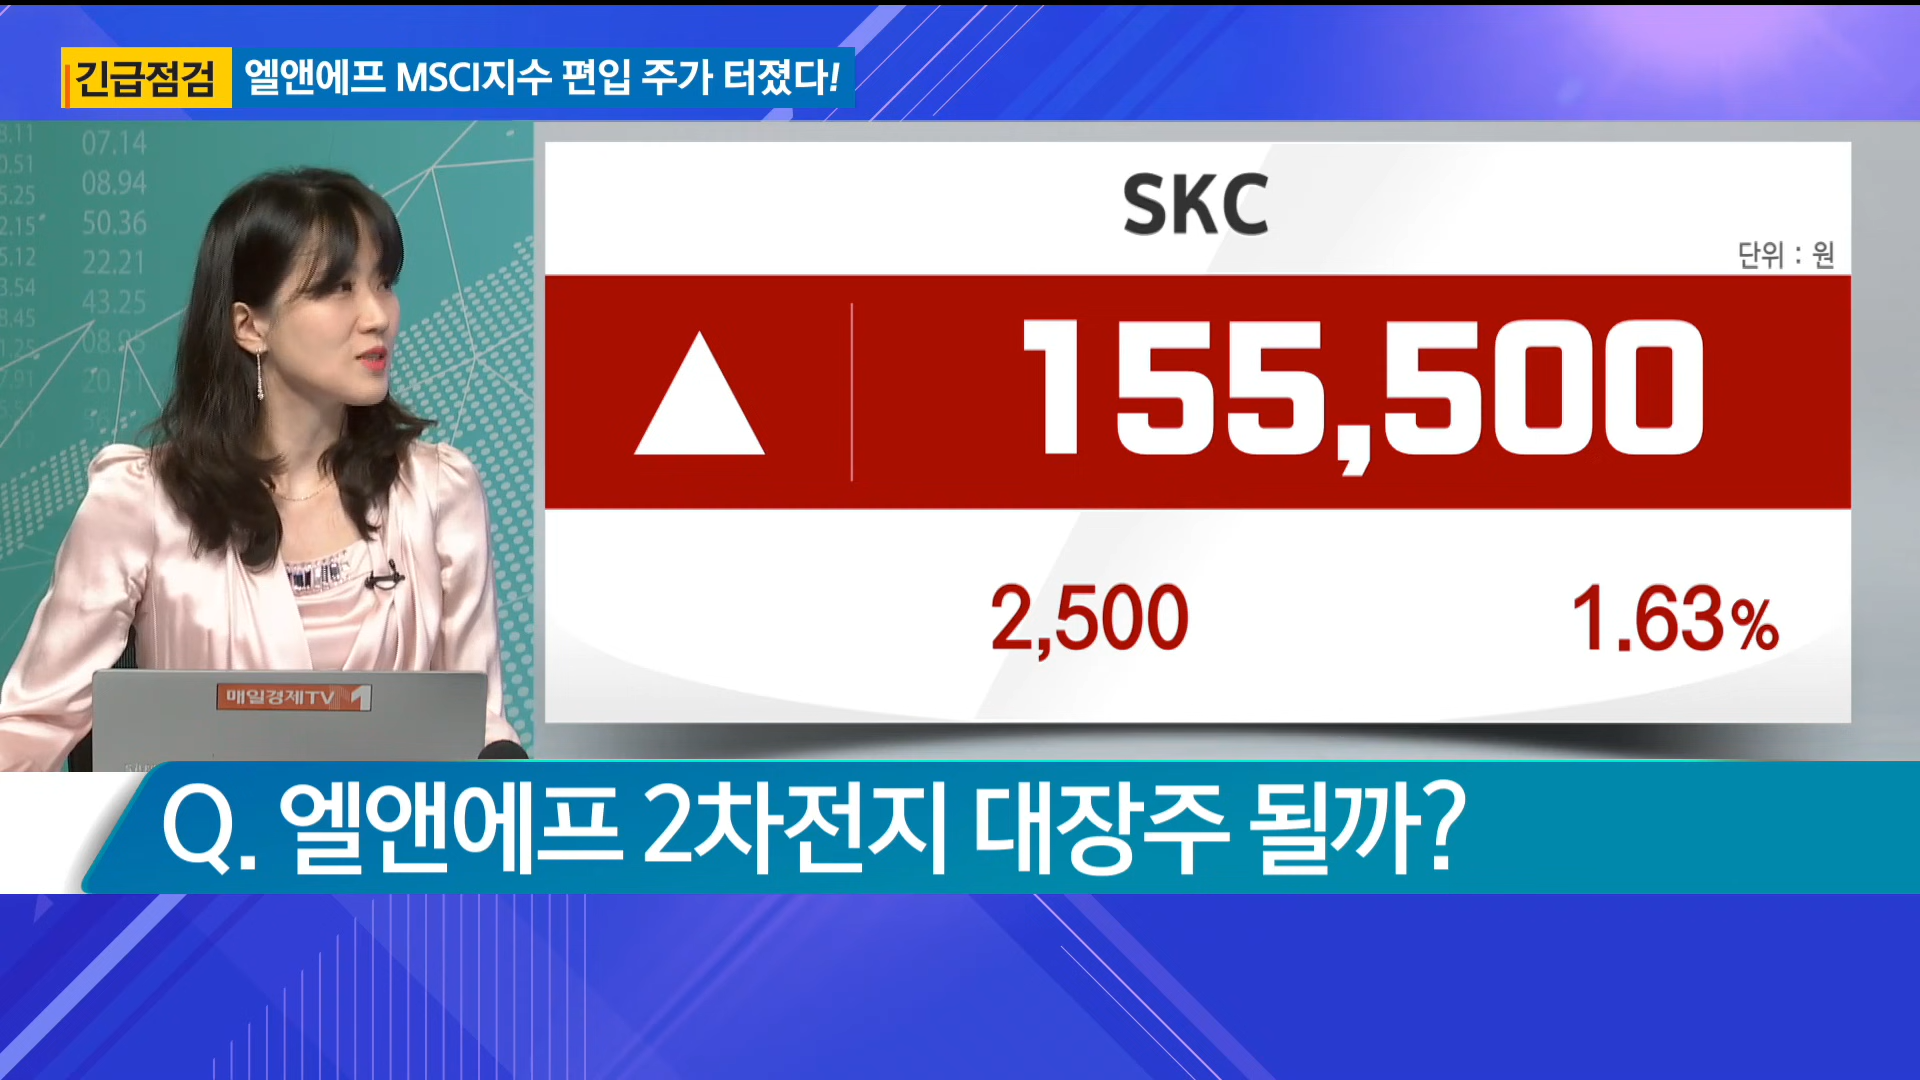 긴급점검 엘앤에프 MSCI지수 편입 주가 터졌다!
SKC
단위 : 원
▲ 155,500
2,500 1.63%
07.14
08.94
50.36
22.21
43.25
매일경제TV 1
Q. 엘앤에프 2차전지 대장주 될까?